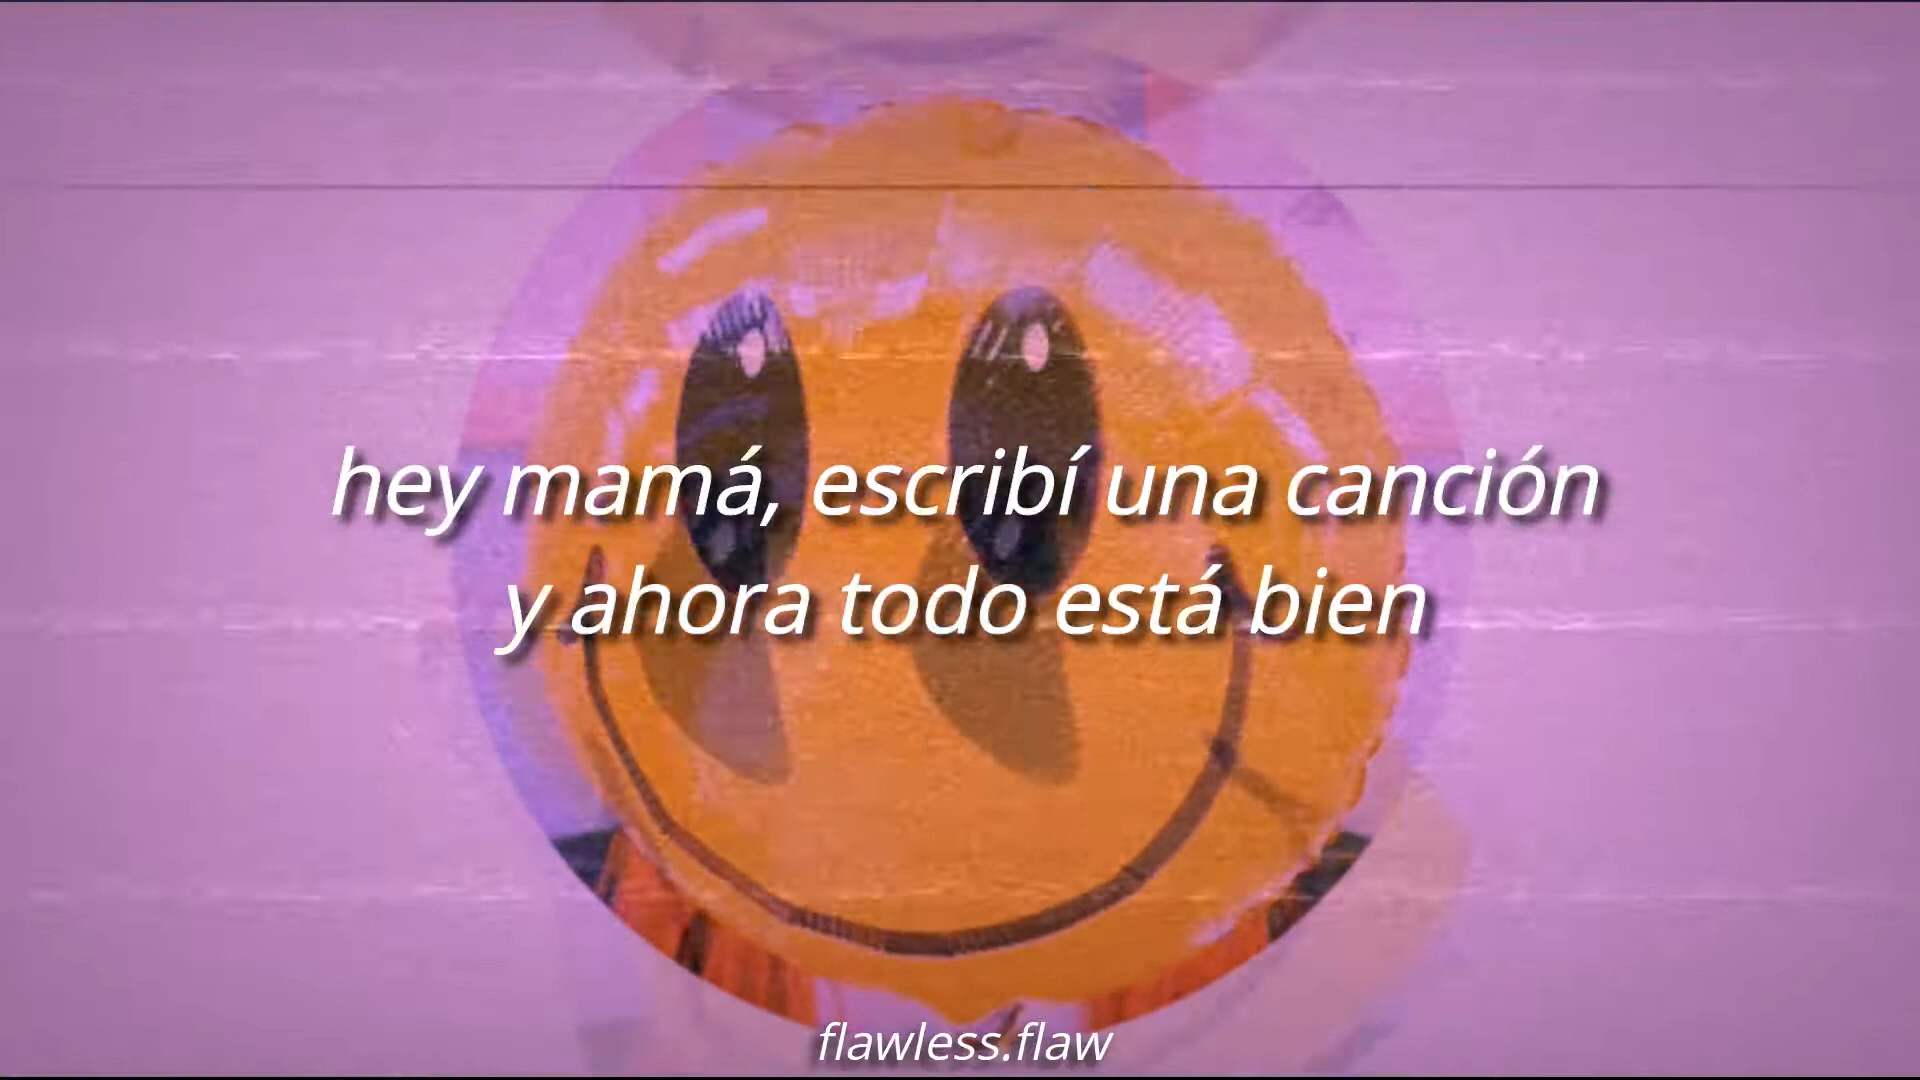 hey mamá, escribí una canción
y ahora todo está bien
flawless.flaw